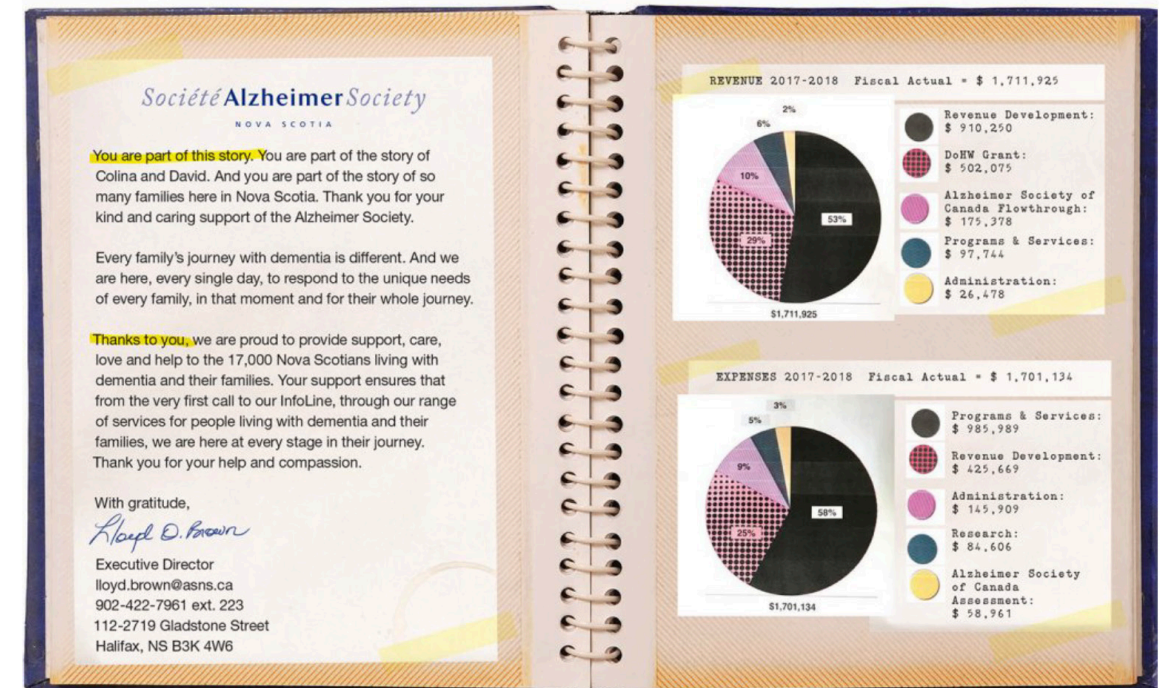 Société Alzheimer Society
NOVA SCOTIA
You are part of this story. You are part of the story of
Colina and David. And you are part of the story of so
many families here in Nova Scotia. Thank you for your
kind and caring support of the Alzheimer Society.
Every family's journey with dementia is different. And we
are here, every single day, to respond to the unique needs
of every family, in that moment and for their whole journey.
Thanks to you, we are proud to provide support, care,
love and help to the 17,000 Nova Scotians living with
dementia and their families. Your support ensures that
from the very first call to our InfoLine, through our range
of services for people living with dementia and their
families, we are here at every stage in their journey.
Thank you for your help and compassion.
With gratitude,
Lloyd O. Brown
Executive Director
lloyd.brown@asns.ca
902-422-7961 ext. 223
112-2719 Gladstone Street
Halifax, NS B3K 4W6
REVENUE 2017-2018 Fiscal Actual = $ 1,711,925
2%
6%
10%
53%
29%
$1,711,925
Revenue Development:
$ 910,250
DoHW Grant:
$ 502,075
Alzheimer Society of
Canada Flowthrough:
$ 175,378
Programs & Services:
$ 97,744
Administration:
$ 26,478
EXPENSES 2017-2018 Fiscal Actual = $ 1,701,134
3%
5%
9%
58%
25%
$1,701,134
Programs & Services:
$ 985,989
Revenue Development:
$ 425,669
Administration:
$ 145,909
Research:
$ 84,606
Alzheimer Society
of Canada
Assessment:
$ 58,961